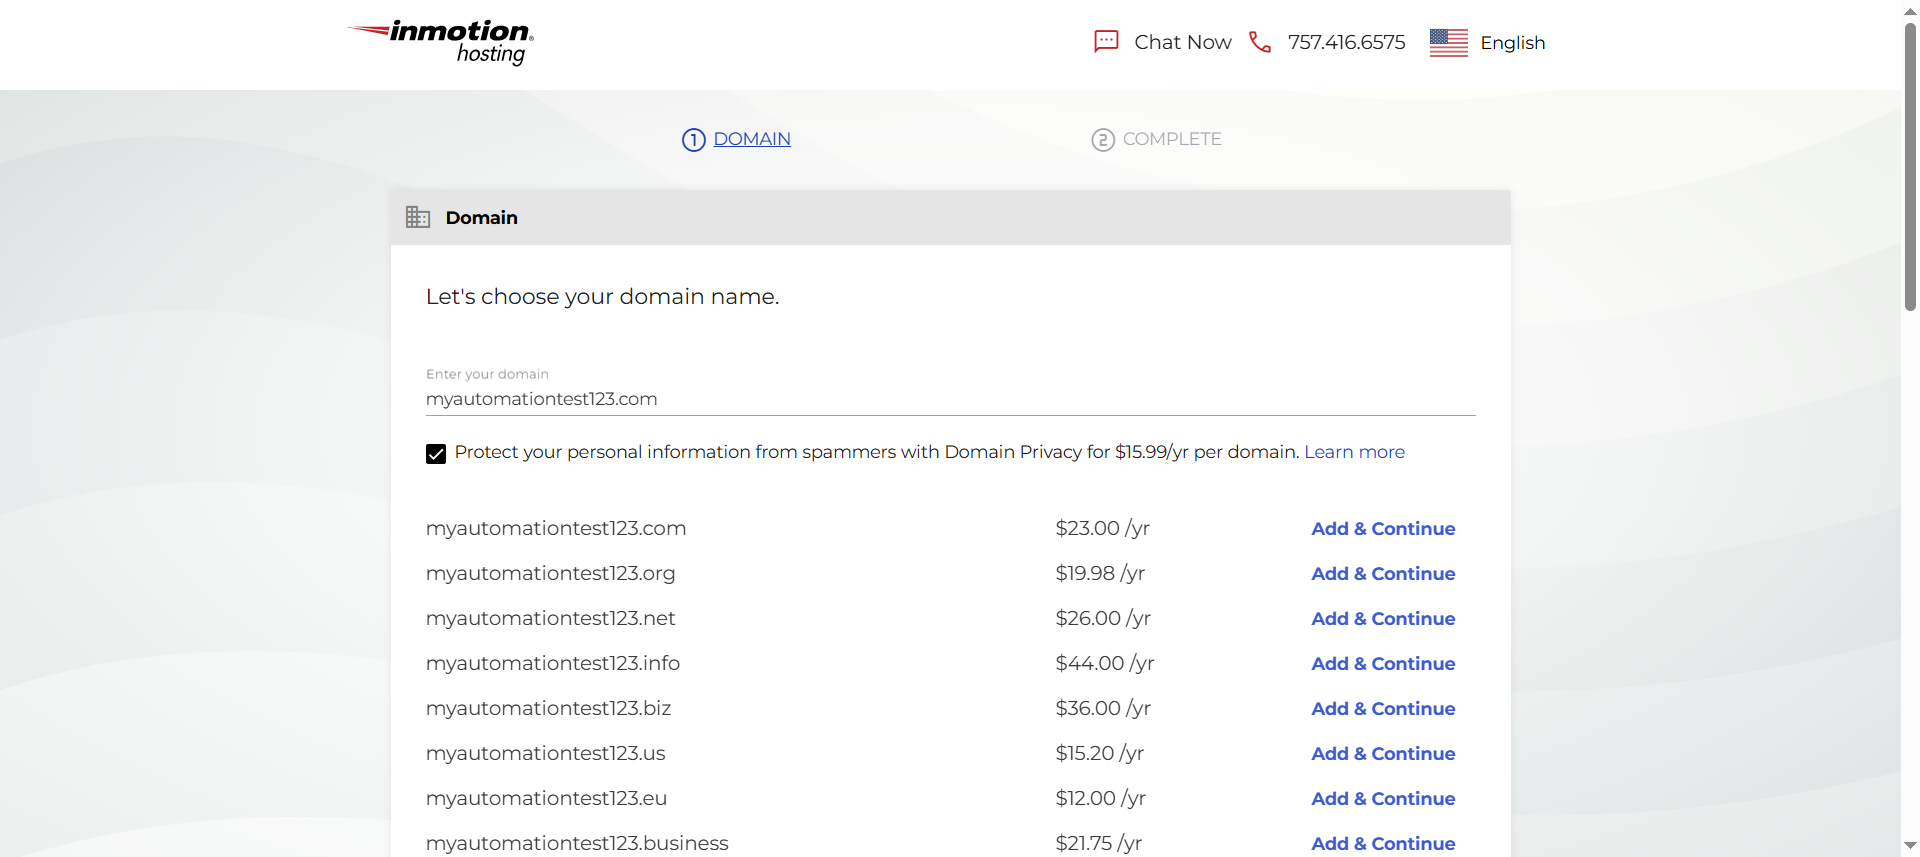 inmotion®
hosting
Chat Now 757.416.6575 English
1 DOMAIN 2 COMPLETE
Domain
Let's choose your domain name.
Enter your domain
myautomationtest123.com
Protect your personal information from spammers with Domain Privacy for $15.99/yr per domain. Learn more
myautomationtest123.com $23.00 /yr Add & Continue
myautomationtest123.org $19.98 /yr Add & Continue
myautomationtest123.net $26.00 /yr Add & Continue
myautomationtest123.info $44.00 /yr Add & Continue
myautomationtest123.biz $36.00 /yr Add & Continue
myautomationtest123.us $15.20 /yr Add & Continue
myautomationtest123.eu $12.00 /yr Add & Continue
myautomationtest123.business $21.75 /yr Add & Continue